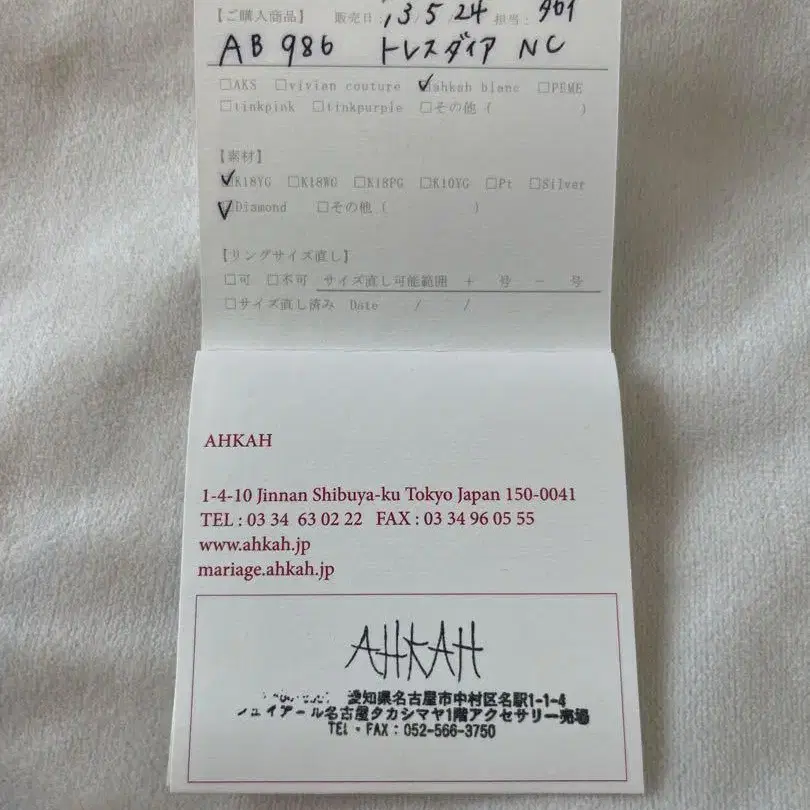 【ご購入商品】 販売日: 13/5/24 担当: 961
AB 986 トレスダイア NC
□AKS □vivian couture ☑ahkah blanc □PEME
□tinkpink □tinkpurple □その他 ( )
【素材】
☑K18YG □K18WG □K18PG □K10YG □Pt □Silver
☑Diamond □その他 ( )
【リングサイズ直し】
□可 □不可 サイズ直し可能範囲 + 号 − 号
□サイズ直し済み Date / /
AHKAH
1-4-10 Jinnan Shibuya-ku Tokyo Japan 150-0041
TEL : 03 34 63 02 22 FAX : 03 34 96 05 55
www.ahkah.jp
mariage.ahkah.jp
AHKAH
愛知県名古屋市中村区名駅1-1-4
ジェイアール名古屋タカシマヤ1階アクセサリー売場
TEL・FAX：052-566-3750